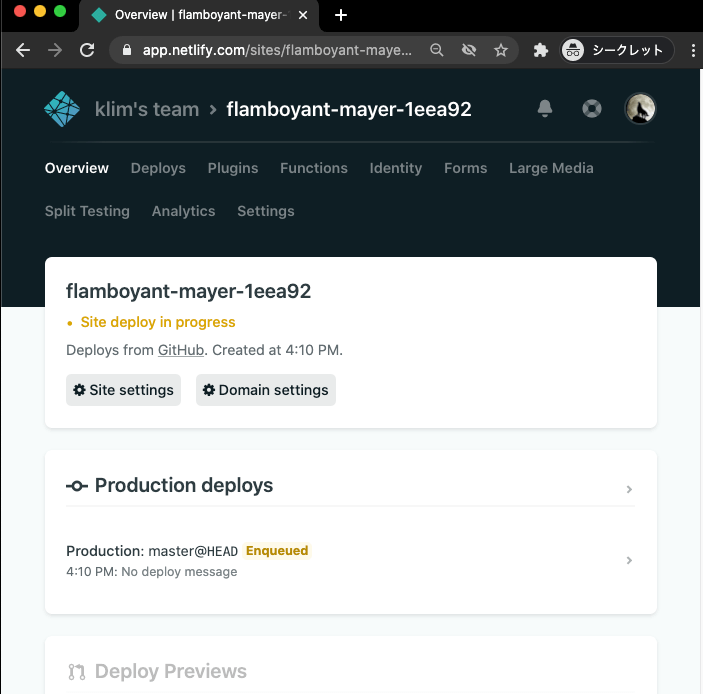 Overview | flamboyant-mayer-
app.netlify.com/sites/flamboyant-maye...
シークレット
klim's team > flamboyant-mayer-1eea92
Overview Deploys Plugins Functions Identity Forms Large Media
Split Testing Analytics Settings
flamboyant-mayer-1eea92
• Site deploy in progress
Deploys from GitHub. Created at 4:10 PM.
Site settings Domain settings
Production deploys
Production: master@HEAD Enqueued
4:10 PM: No deploy message
Deploy Previews